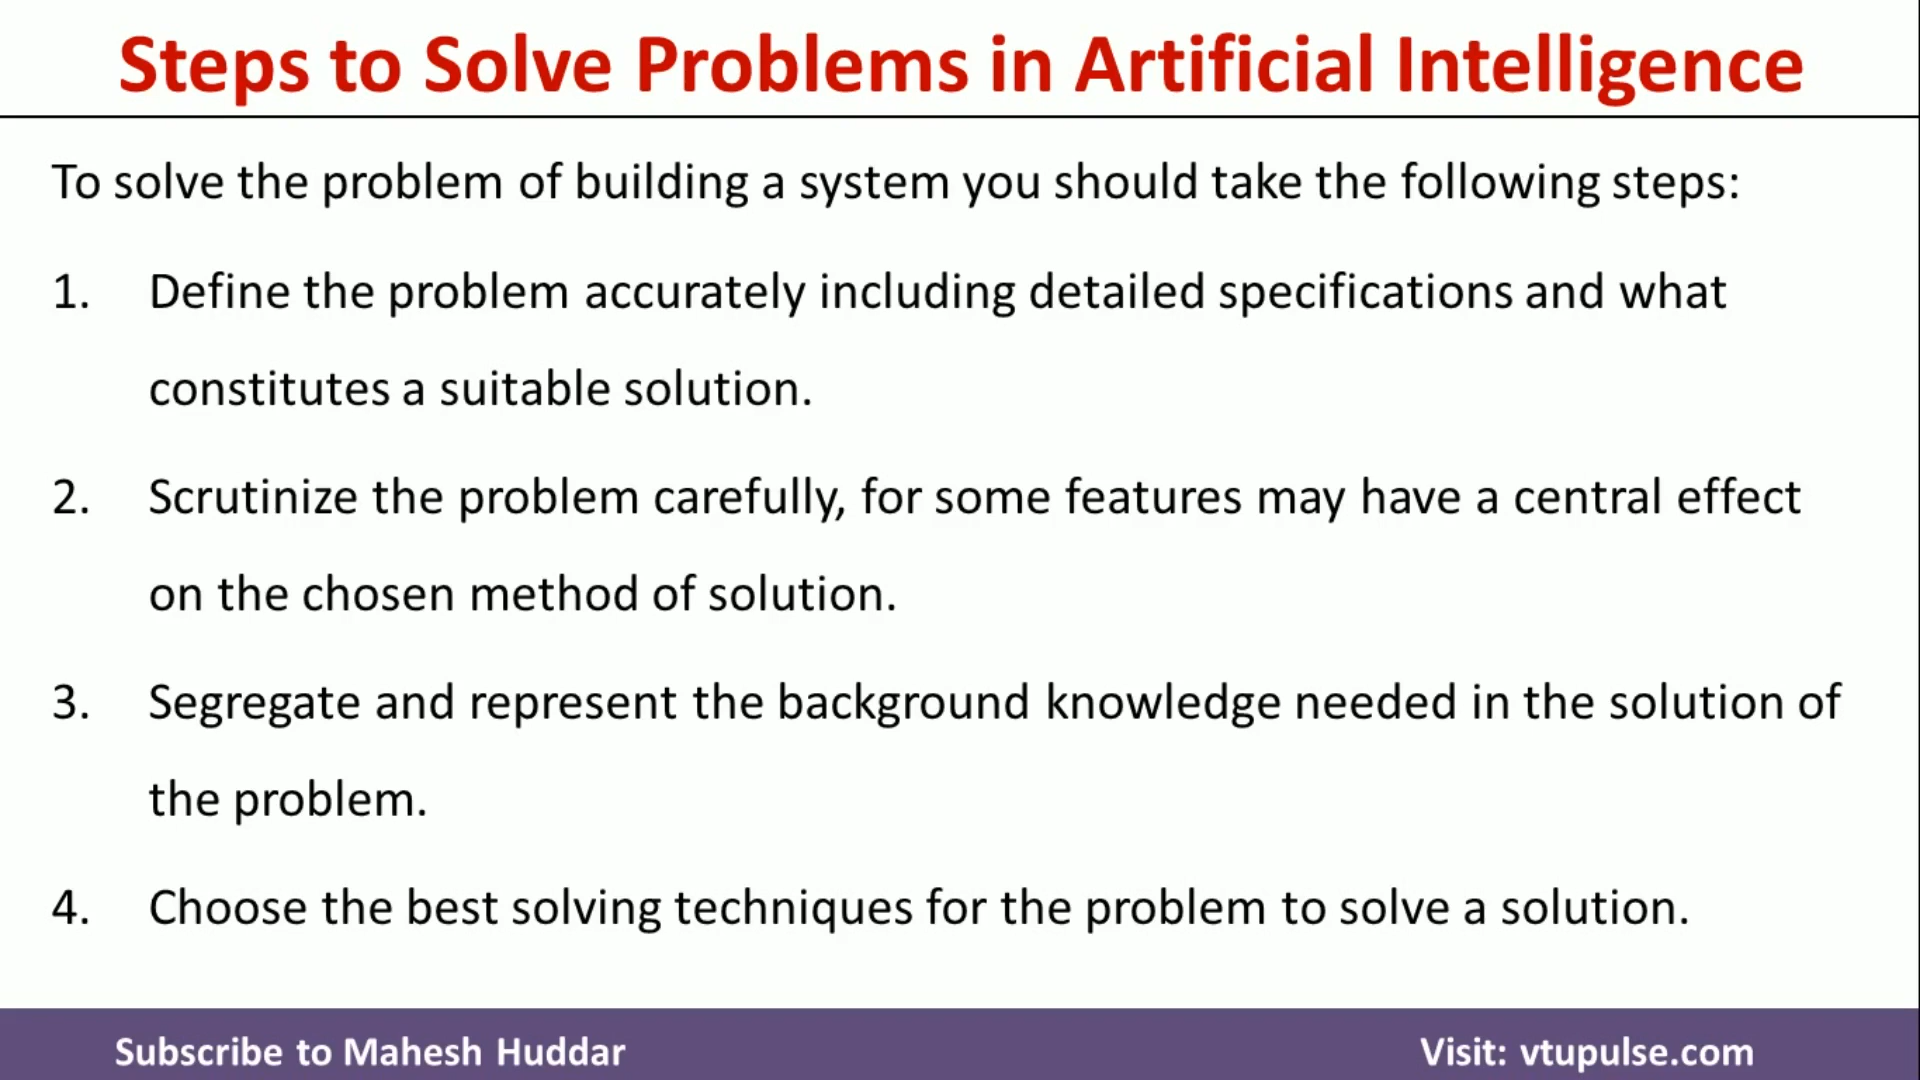 Steps to Solve Problems in Artificial Intelligence
To solve the problem of building a system you should take the following steps:
1. Define the problem accurately including detailed specifications and what
constitutes a suitable solution.
2. Scrutinize the problem carefully, for some features may have a central effect
on the chosen method of solution.
3. Segregate and represent the background knowledge needed in the solution of
the problem.
4. Choose the best solving techniques for the problem to solve a solution.
Subscribe to Mahesh Huddar
Visit: vtupulse.com